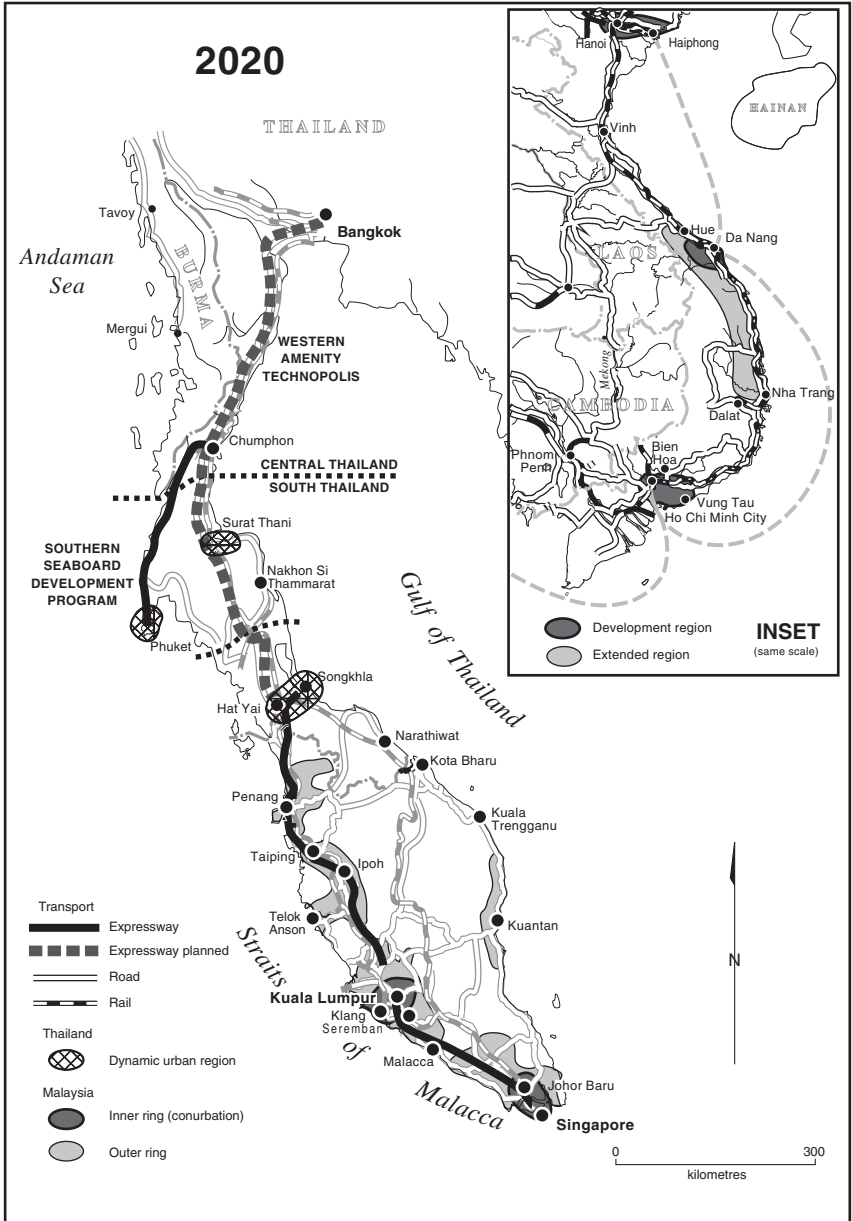 2020
THAILAND
Tavoy
Bangkok
Andaman
Sea
BURMA
Mergui
WESTERN
AMENITY
TECHNOPOLIS
Chumphon
CENTRAL THAILAND
SOUTH THAILAND
Surat Thani
SOUTHERN
SEABOARD
DEVELOPMENT
PROGRAM
Nakhon Si
Thammarat
Phuket
Gulf of Thailand
Songkhla
Hat Yai
Narathiwat
Kota Bharu
Penang
Kuala
Trengganu
Taiping
Ipoh
Telok
Anson
Kuantan
Straits
of
Malacca
Kuala Lumpur
Klang
Seremban
Malacca
Johor Baru
Singapore
Transport
Expressway
Expressway planned
Road
Rail
Thailand
Dynamic urban region
Malaysia
Inner ring (conurbation)
Outer ring
N
0 300
kilometres
Hanoi
Haiphong
HAINAN
Vinh
Hue
Da Nang
LAOS
Mekong
CAMBODIA
Nha Trang
Dalat
Phnom
Penh
Bien
Hoa
Vung Tau
Ho Chi Minh City
Development region
Extended region
INSET
(same scale)